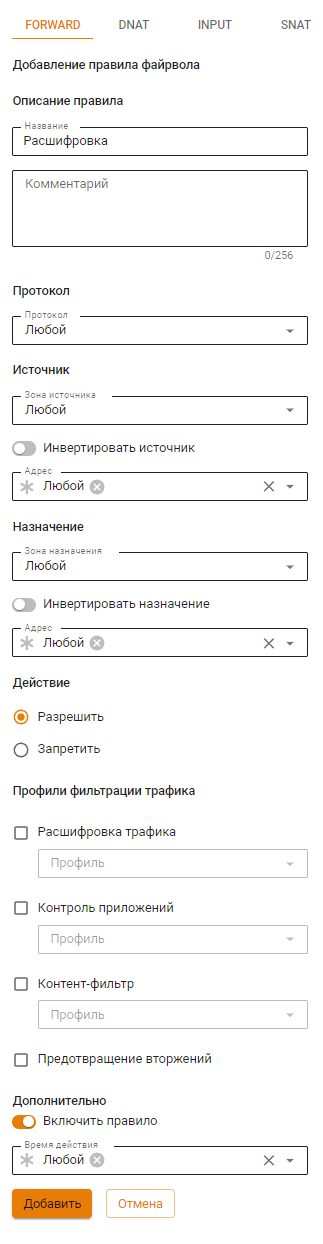 FORWARD DNAT INPUT SNAT
Добавление правила файрвола
Описание правила
Название
Расшифровка
Комментарий
0/256
Протокол
Протокол
Любой
Источник
Зона источника
Любой
Инвертировать источник
Адрес
Любой
Назначение
Зона назначения
Любой
Инвертировать назначение
Адрес
Любой
Действие
Разрешить
Запретить
Профили фильтрации трафика
Расшифровка трафика
Профиль
Контроль приложений
Профиль
Контент-фильтр
Профиль
Предотвращение вторжений
Дополнительно
Включить правило
Время действия
Любой
Добавить Отмена